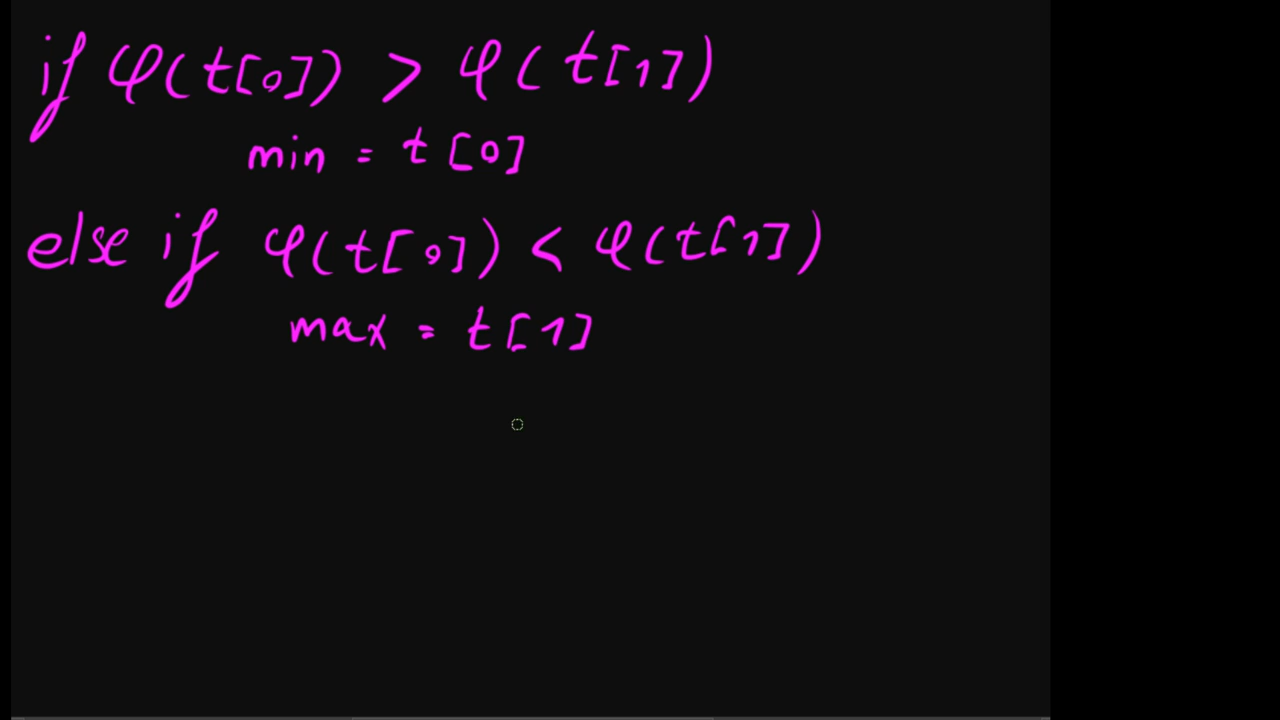 if φ(t[0]) > φ(t[1])
min = t[0]
else if φ(t[0]) < φ(t[1])
max = t[1]